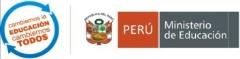 cambiemos la
EDUCACIÓN
cambiemos
TODOS
PERÚ
Ministerio
de Educación